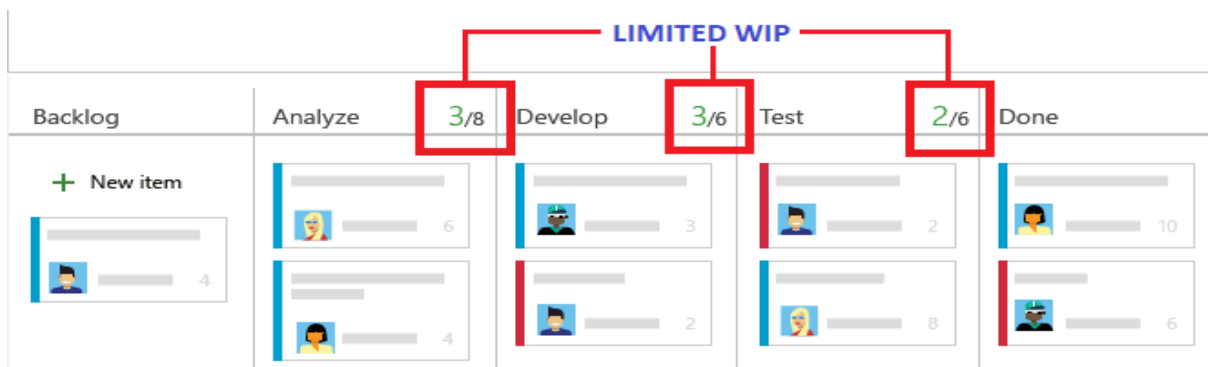 LIMITED WIP
Backlog
Analyze 3/8
Develop 3/6
Test 2/6
Done
+ New item
4
6
4
3
2
2
8
10
6